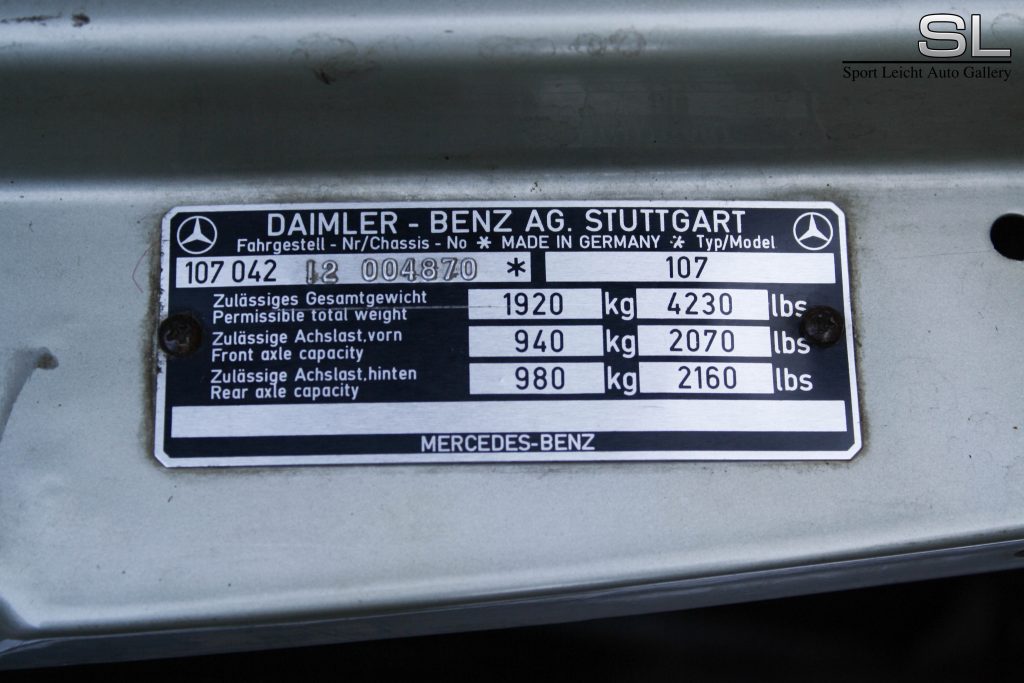 SL
Sport Leicht Auto Gallery
DAIMLER - BENZ AG. STUTTGART
Fahrgestell - Nr/Chassis - No * MADE IN GERMANY * Typ/Model
107 042 12 004870 * 107
Zulässiges Gesamtgewicht
Permissible total weight 1920 kg 4230 lbs
Zulässige Achslast,vorn
Front axle capacity 940 kg 2070 lbs
Zulässige Achslast,hinten
Rear axle capacity 980 kg 2160 lbs
MERCEDES-BENZ